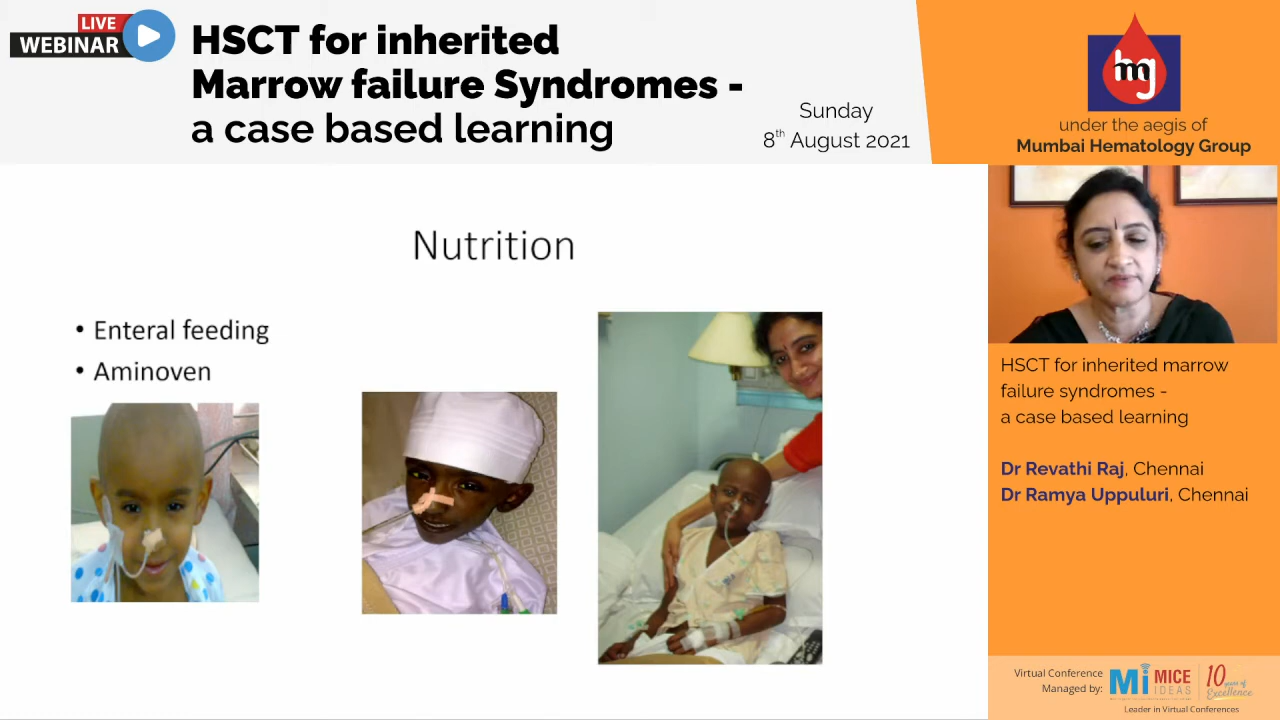 LIVE
WEBINAR
HSCT for inherited
Marrow failure Syndromes -
a case based learning
Sunday
8th August 2021
hmg
under the aegis of
Mumbai Hematology Group
Nutrition
• Enteral feeding
• Aminoven
HSCT for inherited marrow
failure syndromes -
a case based learning
Dr Revathi Raj, Chennai
Dr Ramya Uppuluri, Chennai
Virtual Conference
Managed by:
Mi MICE
IDEAS
10 years of
Excellence
Leader in Virtual Conferences